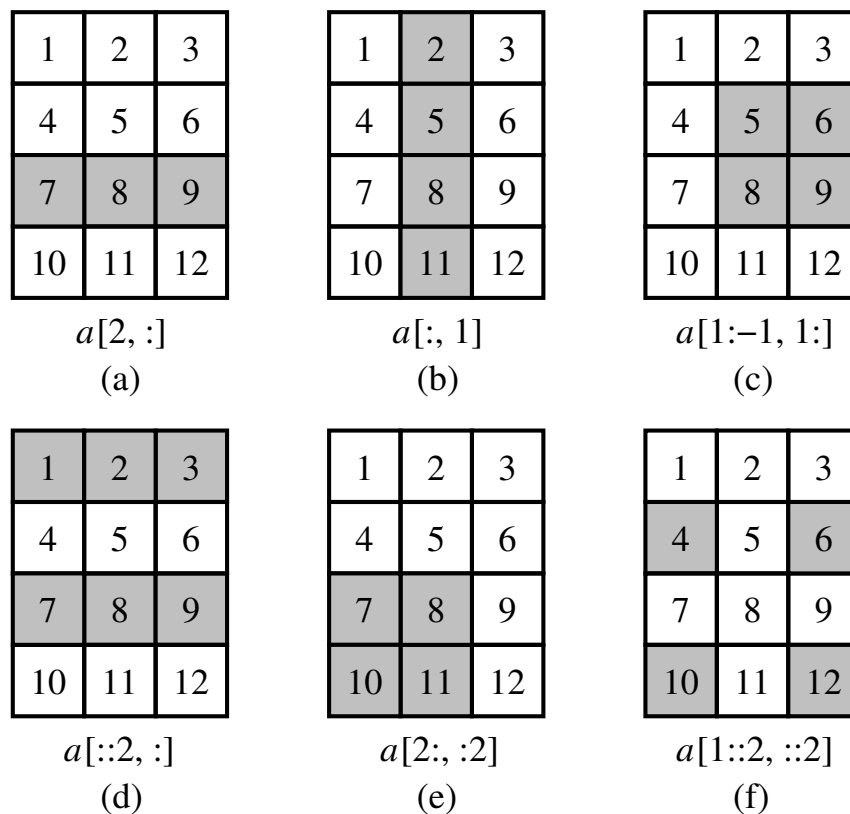 1 2 3 1 2 3 1 2 3
4 5 6 4 5 6 4 5 6
7 8 9 7 8 9 7 8 9
10 11 12 10 11 12 10 11 12
a[2, :] a[:, 1] a[1:−1, 1:]
(a) (b) (c)
1 2 3 1 2 3 1 2 3
4 5 6 4 5 6 4 5 6
7 8 9 7 8 9 7 8 9
10 11 12 10 11 12 10 11 12
a[::2, :] a[2:, :2] a[1::2, ::2]
(d) (e) (f)